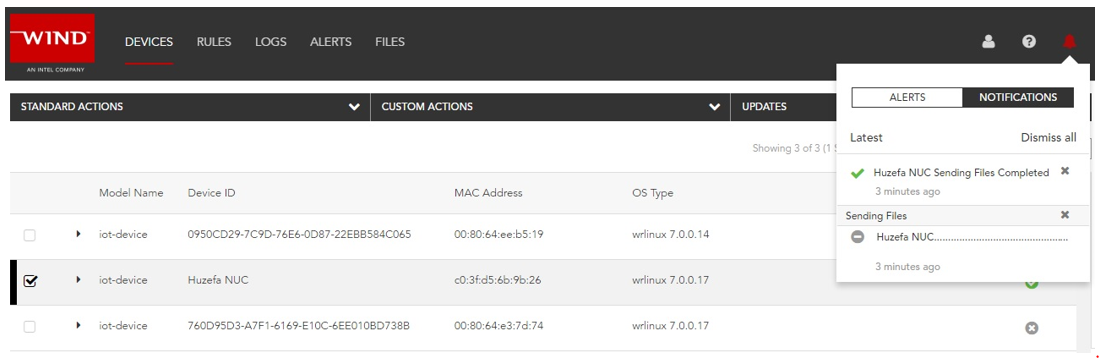 WIND
AN INTEL COMPANY
DEVICES RULES LOGS ALERTS FILES
STANDARD ACTIONS CUSTOM ACTIONS UPDATES
ALERTS NOTIFICATIONS
Latest Dismiss all
Showing 3 of 3 (1 S
Huzefa NUC Sending Files Completed
3 minutes ago
Sending Files
Huzefa NUC................................................
3 minutes ago
Model Name Device ID MAC Address OS Type
iot-device 0950CD29-7C9D-76E6-0D87-22EBB584C065 00:80:64:ee:b5:19 wrlinux 7.0.0.14
iot-device Huzefa NUC c0:3f:d5:6b:9b:26 wrlinux 7.0.0.17
iot-device 760D95D3-A7F1-6169-E10C-6EE010BD738B 00:80:64:e3:7d:74 wrlinux 7.0.0.17